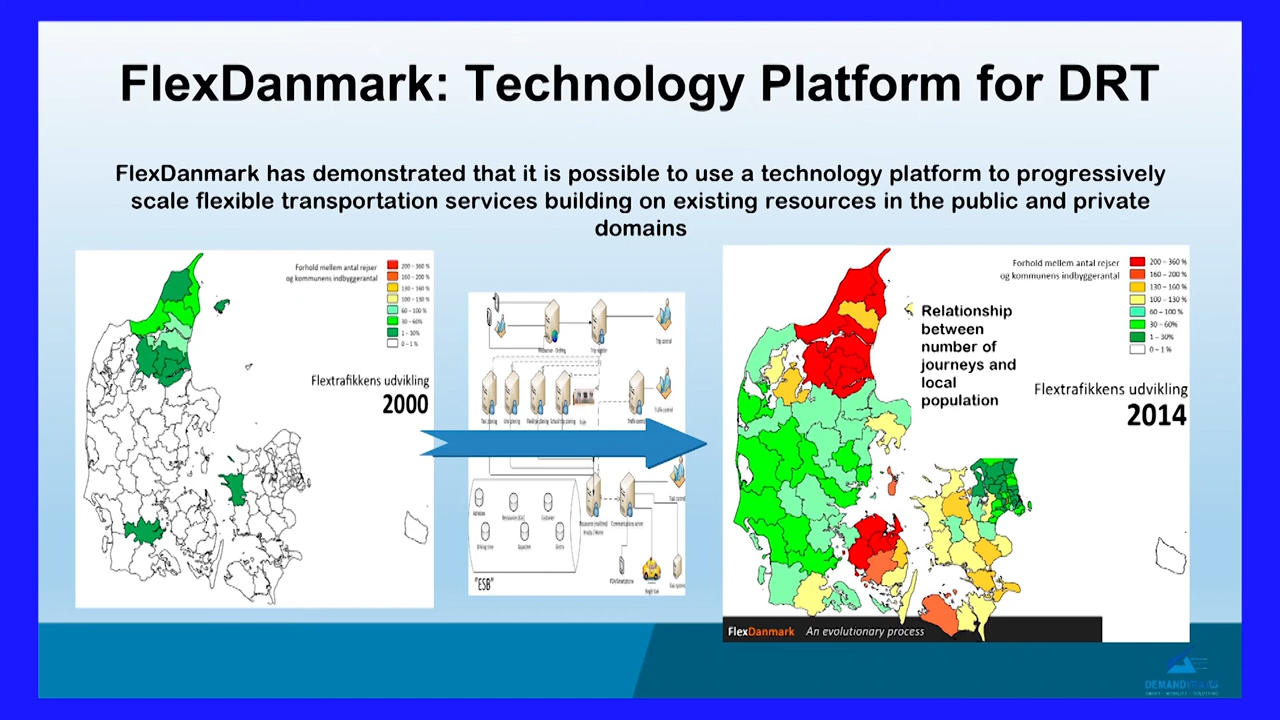 FlexDanmark: Technology Platform for DRT
FlexDanmark has demonstrated that it is possible to use a technology platform to progressively
scale flexible transportation services building on existing resources in the public and private
domains
Forhold mellem antal rejser
og kommunens indbyggerantal
200 – 360 %
160 – 200 %
130 – 160 %
100 – 130 %
60 – 100 %
30 – 60%
1 – 30%
0 – 1 %
Flextrafikkens udvikling
2000
Trip control
Customer
"ESB"
Forhold mellem antal rejser
og kommunens indbyggerantal
200 – 360 %
160 – 200 %
130 – 160 %
100 – 130 %
60 – 100 %
30 – 60%
1 – 30%
0 – 1 %
Relationship
between
number of
journeys and
local
population
Flextrafikkens udvikling
2014
FlexDanmark An evolutionary process